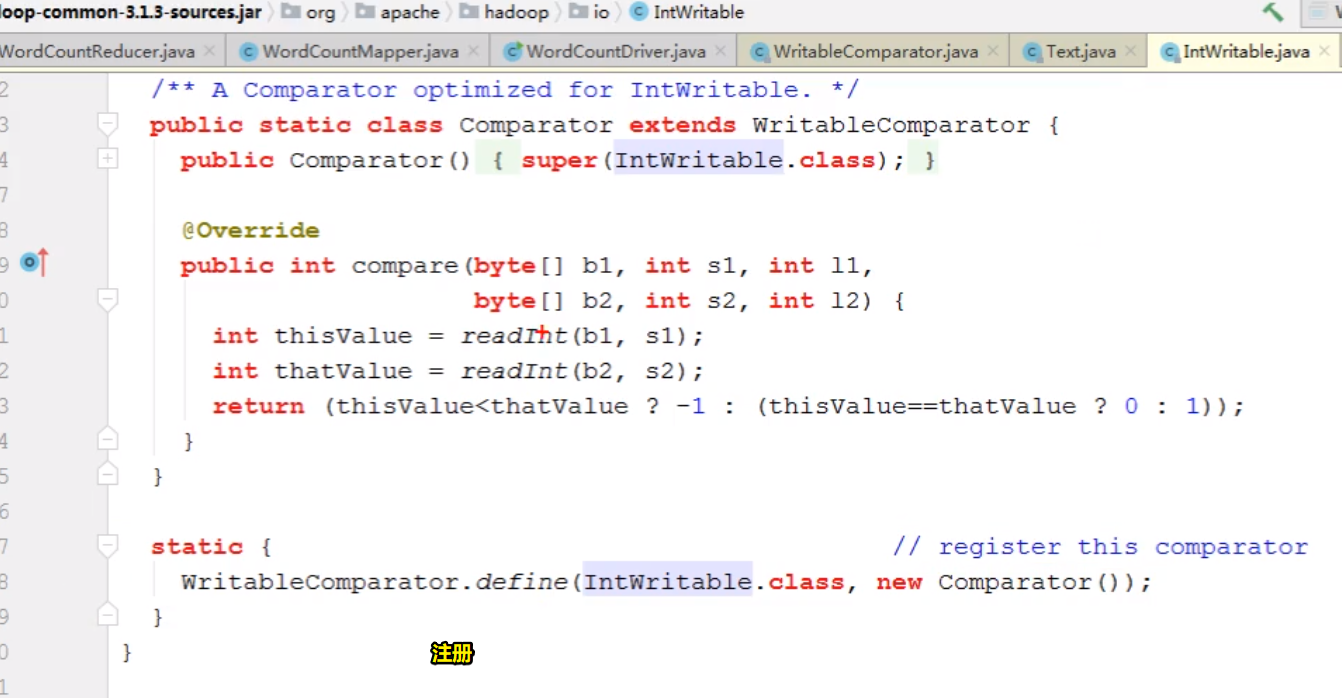 loop-common-3.1.3-sources.jar org apache hadoop io IntWritable
WordCountReducer.java WordCountMapper.java WordCountDriver.java WritableComparator.java Text.java IntWritable.java
2 /** A Comparator optimized for IntWritable. */
3 public static class Comparator extends WritableComparator {
4 public Comparator() { super(IntWritable.class); }
7
8 @Override
9 public int compare(byte[] b1, int s1, int l1,
0 byte[] b2, int s2, int l2) {
1 int thisValue = readInt(b1, s1);
2 int thatValue = readInt(b2, s2);
3 return (thisValue<thatValue ? -1 : (thisValue==thatValue ? 0 : 1));
4 }
5 }
6
7 static { // register this comparator
8 WritableComparator.define(IntWritable.class, new Comparator());
9 }
0 }
1
注册